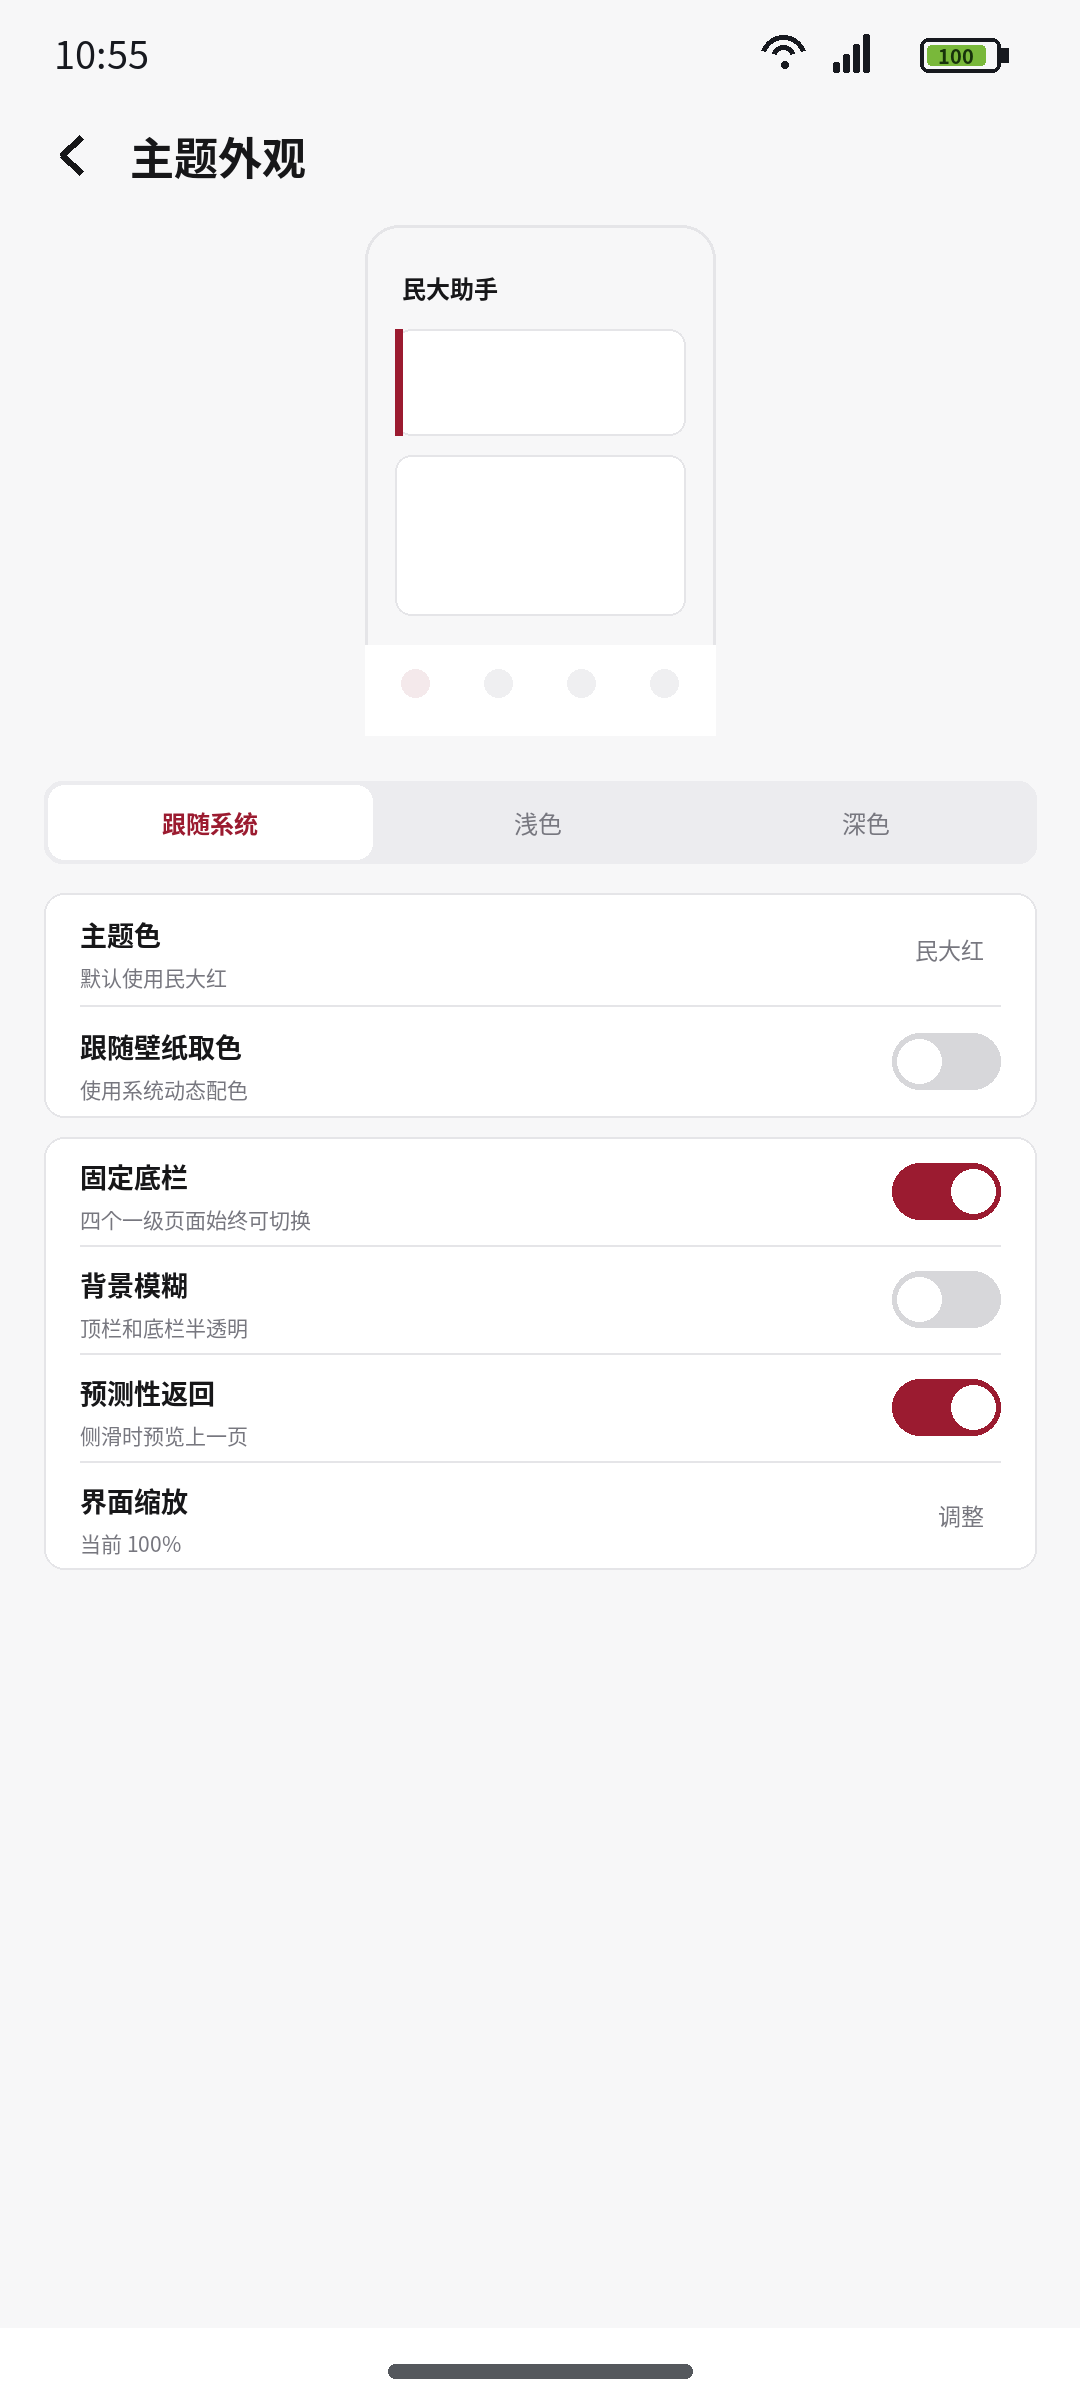 10:55
100
主题外观
民大助手
跟随系统
浅色
深色
主题色
民大红
默认使用民大红
跟随壁纸取色
使用系统动态配色
固定底栏
四个一级页面始终可切换
背景模糊
顶栏和底栏半透明
预测性返回
侧滑时预览上一页
界面缩放
调整
当前 100%